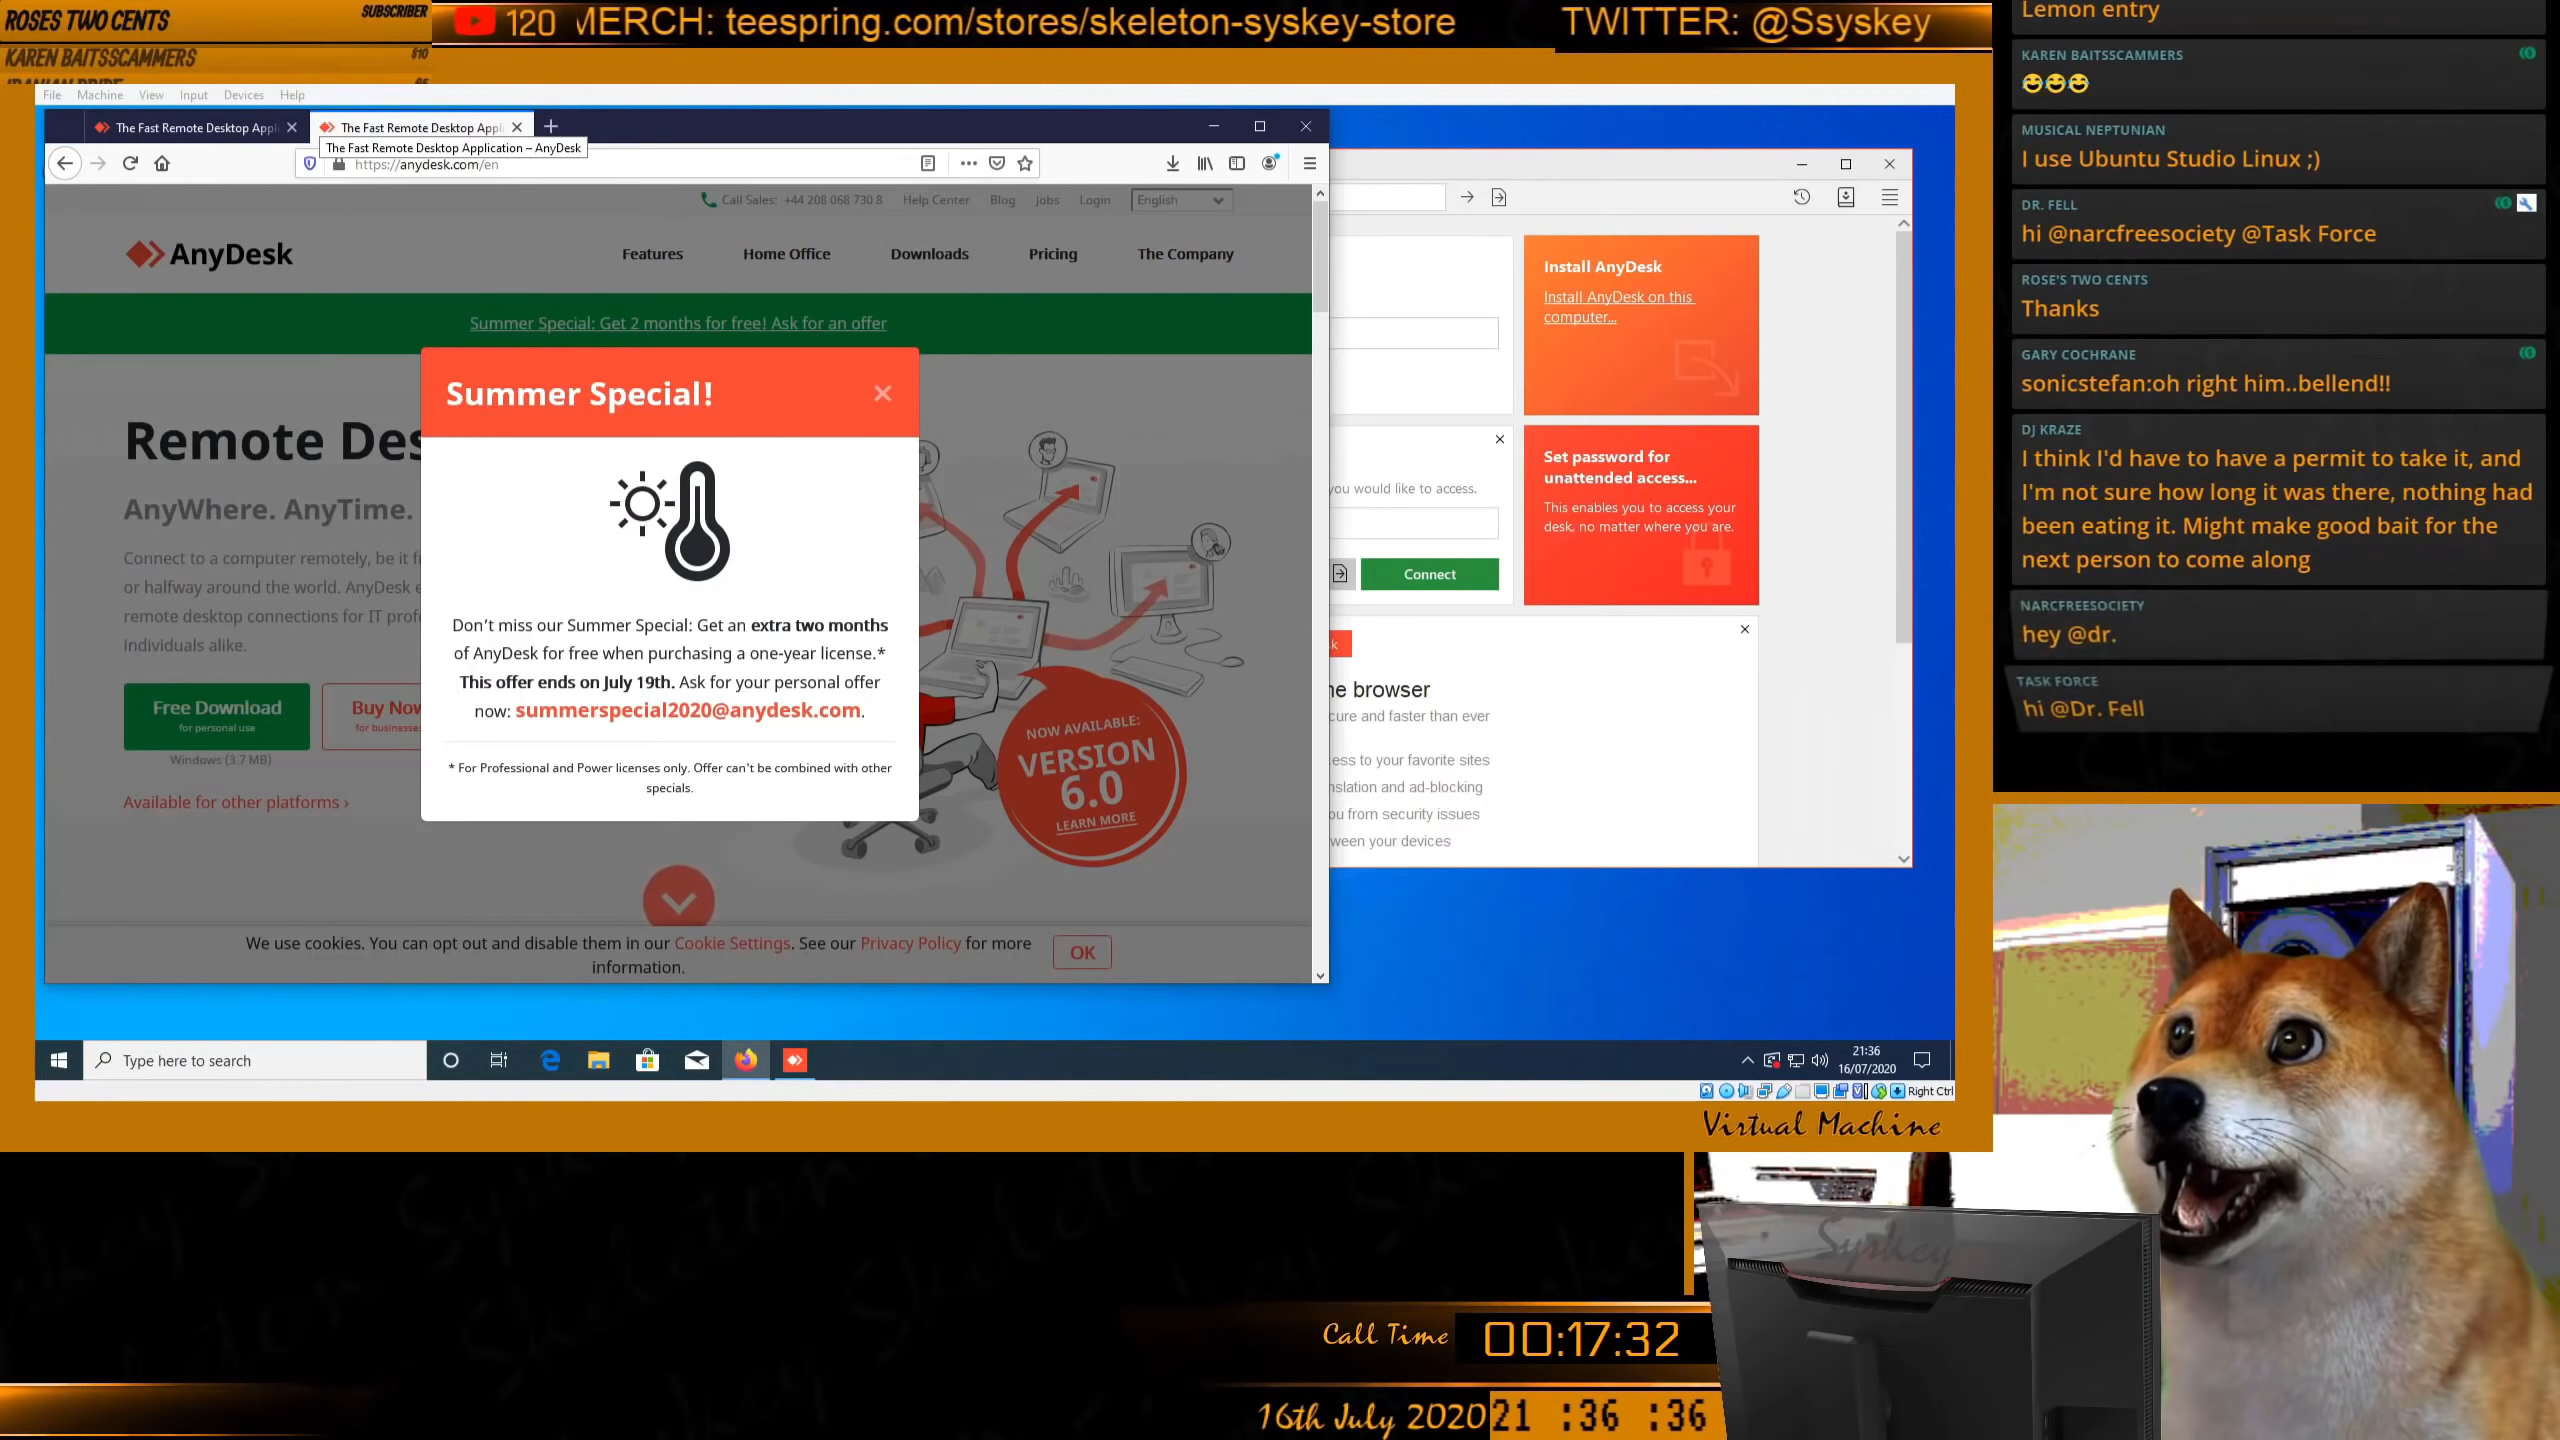 ROSES TWO CENTS
SUBSCRIBER
KAREN BAITSSCAMMERS
$10
120
MERCH: teespring.com/stores/skeleton-syskey-store
TWITTER: @Ssyskey
File
Machine
View
Input
Devices
Help
The Fast Remote Desktop Appl
The Fast Remote Desktop Appl
The Fast Remote Desktop Application – AnyDesk
https://anydesk.com/en
Call Sales: +44 208 068 730 8
Help Center
Blog
Jobs
Login
English
AnyDesk
Features
Home Office
Downloads
Pricing
The Company
Summer Special: Get 2 months for free! Ask for an offer
Remote Des
AnyWhere. AnyTime.
Connect to a computer remotely, be it f
or halfway around the world. AnyDesk e
remote desktop connections for IT prof
individuals alike.
Free Download
for personal use
Buy Now
for businesses
Windows (3.7 MB)
Available for other platforms ›
Summer Special!
Don't miss our Summer Special: Get an extra two months
of AnyDesk for free when purchasing a one-year license.*
This offer ends on July 19th. Ask for your personal offer
now: summerspecial2020@anydesk.com.
* For Professional and Power licenses only. Offer can't be combined with other
specials.
NOW AVAILABLE:
VERSION
6.0
LEARN MORE
We use cookies. You can opt out and disable them in our Cookie Settings. See our Privacy Policy for more
information.
OK
Install AnyDesk
Install AnyDesk on this
computer...
you would like to access.
Connect
Set password for
unattended access...
This enables you to access your
desk, no matter where you are.
sk
ne browser
cure and faster than ever
ess to your favorite sites
nslation and ad-blocking
ou from security issues
ween your devices
Type here to search
21:36
16/07/2020
Right Ctrl
Virtual Machine
Lemon entry
KAREN BAITSSCAMMERS
MUSICAL NEPTUNIAN
I use Ubuntu Studio Linux ;)
DR. FELL
hi @narcfreesociety @Task Force
ROSE'S TWO CENTS
Thanks
GARY COCHRANE
sonicstefan:oh right him..bellend!!
DJ KRAZE
I think I'd have to have a permit to take it, and
I'm not sure how long it was there, nothing had
been eating it. Might make good bait for the
next person to come along
NARCFREESOCIETY
hey @dr.
TASK FORCE
hi @Dr. Fell
Syskey
Call Time
00:17:32
16th July 2020
21 :36 :36